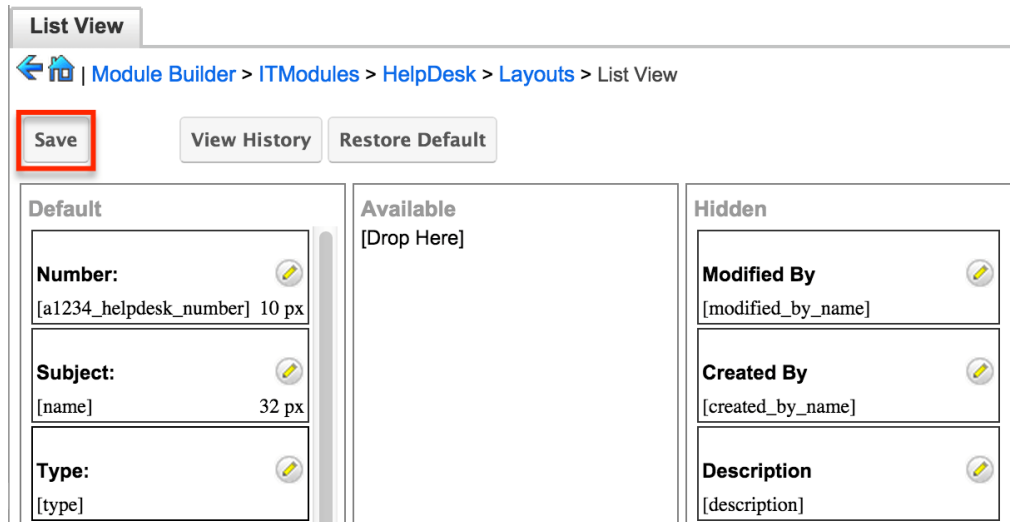 List View
| Module Builder > ITModules > HelpDesk > Layouts > List View
Save
View History
Restore Default
Default
Number:
[a1234_helpdesk_number] 10 px
Subject:
[name] 32 px
Type:
[type]
Available
[Drop Here]
Hidden
Modified By
[modified_by_name]
Created By
[created_by_name]
Description
[description]